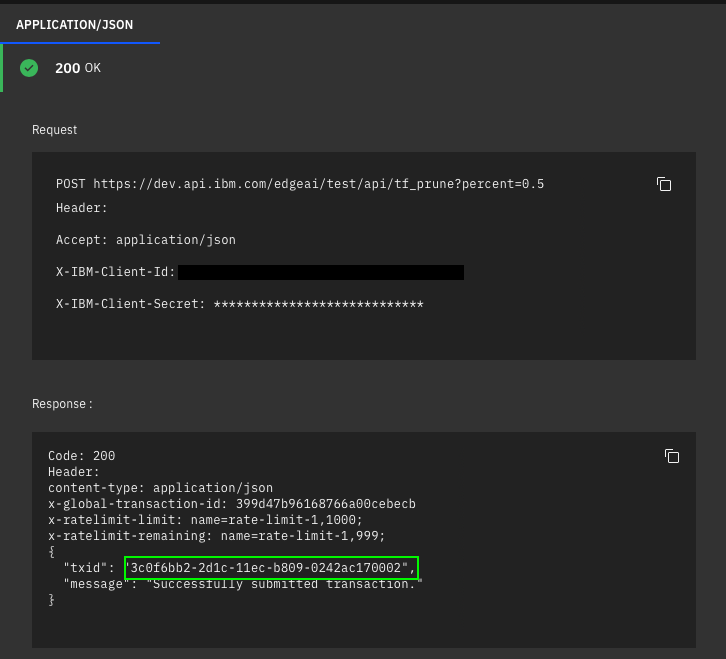 APPLICATION/JSON
200 OK
Request
POST https://dev.api.ibm.com/edgeai/test/api/tf_prune?percent=0.5
Header:
Accept: application/json
X-IBM-Client-Id:
X-IBM-Client-Secret: ****************************
Response :
Code: 200
Header:
content-type: application/json
x-global-transaction-id: 399d47b96168766a00cebecb
x-ratelimit-limit: name=rate-limit-1,1000;
x-ratelimit-remaining: name=rate-limit-1,999;
{
"txid": "3c0f6bb2-2d1c-11ec-b809-0242ac170002",
"message": "Successfully submitted transaction."
}